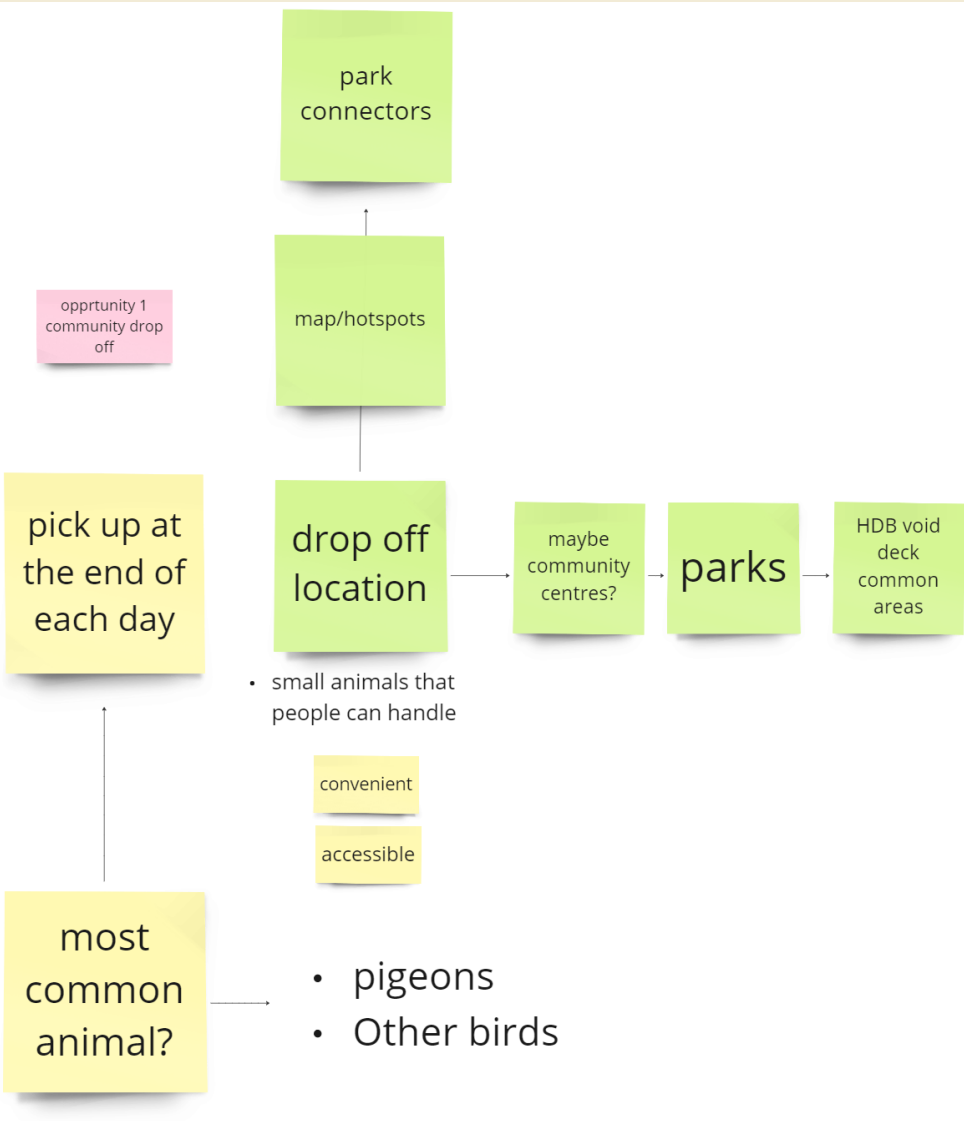 park
connectors
map/hotspots
opprtunity 1
community drop
off
pick up at
the end of
each day
drop off
location
maybe
community
centres?
parks
HDB void
deck
common
areas
• small animals that
people can handle
convenient
accessible
most
common
animal?
• pigeons
• Other birds